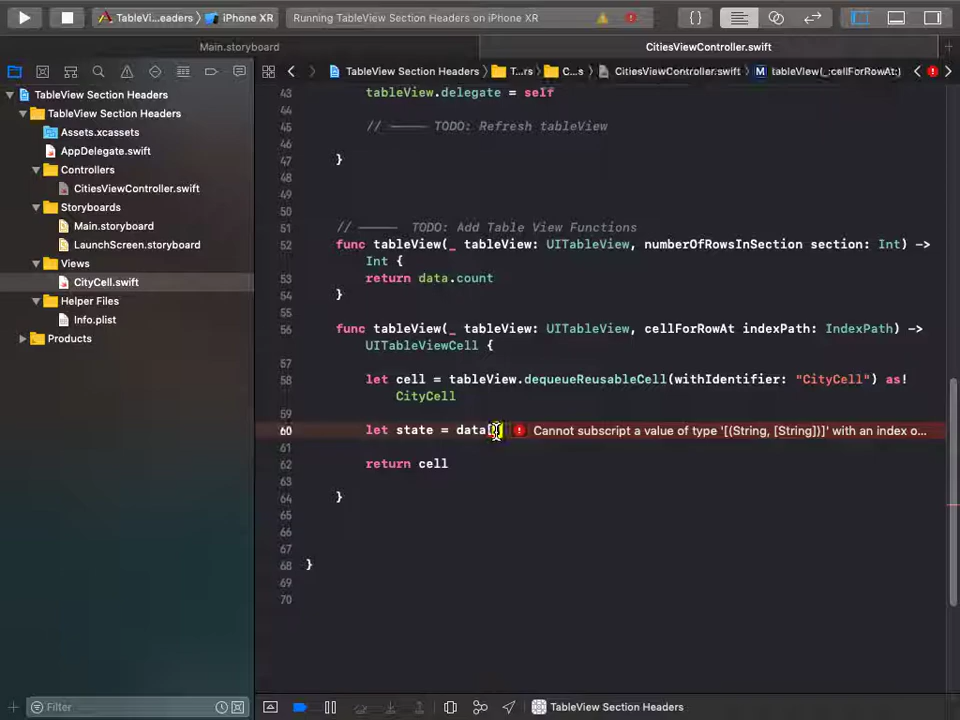 TableVi...eaders
iPhone XR
Running TableView Section Headers on iPhone XR
Main.storyboard
CitiesViewController.swift
TableView Section Headers
T...rs
C...s
CitiesViewController.swift
M
tableView(_:cellForRowAt:)
TableView Section Headers
TableView Section Headers
Assets.xcassets
AppDelegate.swift
Controllers
CitiesViewController.swift
Storyboards
Main.storyboard
LaunchScreen.storyboard
Views
CityCell.swift
Helper Files
Info.plist
Products
43 tableView.delegate = self
44
45 // ——— TODO: Refresh tableView
46
47 }
48
49
50
51 // ——— TODO: Add Table View Functions
52 func tableView(_ tableView: UITableView, numberOfRowsInSection section: Int) ->
Int {
53 return data.count
54 }
55
56 func tableView(_ tableView: UITableView, cellForRowAt indexPath: IndexPath) ->
UITableViewCell {
57
58 let cell = tableView.dequeueReusableCell(withIdentifier: "CityCell") as!
CityCell
59
60 let state = data Cannot subscript a value of type '[(String, [String])]' with an index o...
61
62 return cell
63
64 }
65
66
67
68 }
69
70
Filter
TableView Section Headers